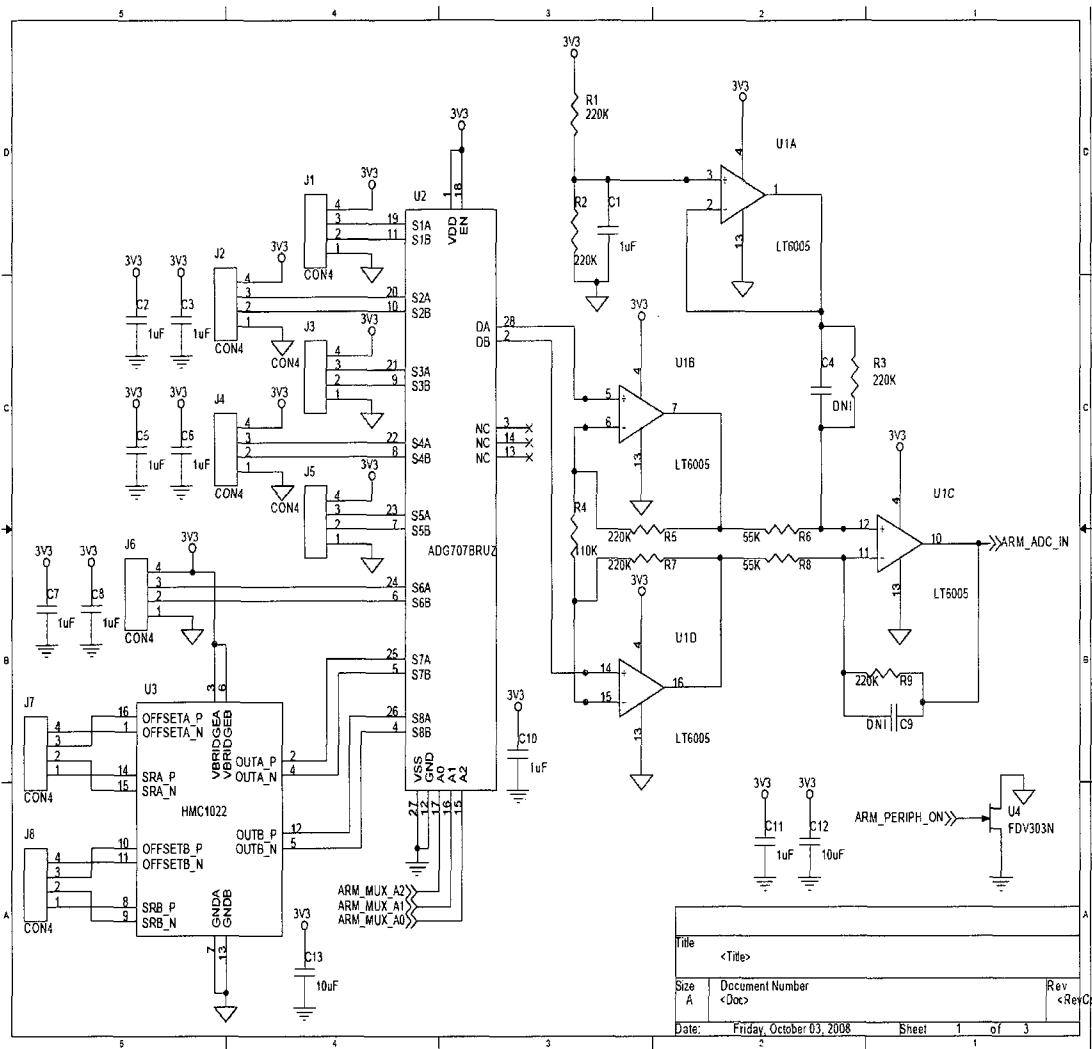 5 4 3 2 1
D
C
B
A
3V3
R1
220K
3V3
U1A
3
2
1
4
13
LT6005
R2
220K
C1
1uF
3V3
U2
1
18
VDD
EN
J1
3V3
4
3
2
1
CON4
19 S1A
11 S1B
J2
3V3
4
3
2
1
CON4
20 S2A
10 S2B
3V3
C2
1uF
3V3
C3
1uF
J3
3V3
4
3
2
1
CON4
21 S3A
9 S3B
J4
3V3
4
3
2
1
CON4
22 S4A
8 S4B
3V3
C5
1uF
3V3
C6
1uF
J5
3V3
4
3
2
1
CON4
23 S5A
7 S5B
ADG707BRUZ
J6
3V3
4
3
2
1
CON4
24 S6A
6 S6B
3V3
C7
1uF
3V3
C8
1uF
25 S7A
5 S7B
26 S8A
4 S8B
DA 28
DB 2
NC 3
NC 14
NC 13
VSS
GND
A0
A1
A2
27
12
17
16
15
ARM_MUX_A2
ARM_MUX_A1
ARM_MUX_A0
3V3
C10
1uF
3V3
U1B
5
6
7
4
13
LT6005
C4
DNI
R3
220K
R4
110K
220K R5
55K R6
220K R7
55K R8
3V3
U1C
12
11
10
4
13
LT6005
ARM_ADC_IN
3V3
U1D
14
15
16
4
13
LT6005
220K R9
DNI C9
U3
3
6
VBRIDGEA
VBRIDGEB
HMC1022
J7
4
3
2
1
CON4
16 OFFSETA_P
1 OFFSETA_N
14 SRA_P
15 SRA_N
OUTA_P 2
OUTA_N 4
J8
4
3
2
1
CON4
10 OFFSETB_P
11 OFFSETB_N
8 SRB_P
9 SRB_N
OUTB_P 12
OUTB_N 5
GNDA
GNDB
7
13
3V3
C13
10uF
3V3
C11
1uF
3V3
C12
10uF
ARM_PERIPH_ON
U4
FDV303N
Title
<Title>
Size
A
Document Number
<Doc>
Rev
<RevC
Date: Friday, October 03, 2008 Sheet 1 of 3
5 4 3 2 1